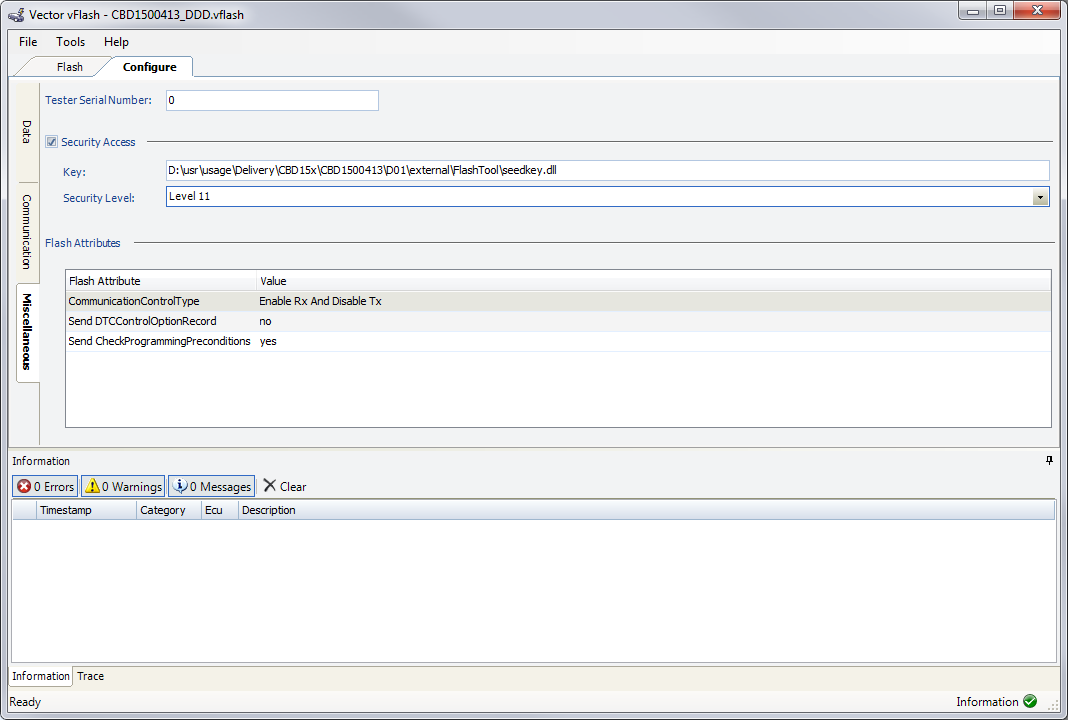 Vector vFlash - CBD1500413_DDD.vflash
File Tools Help
Flash Configure
Data
Communication
Miscellaneous
Tester Serial Number: 0
Security Access
Key: D:\usr\usage\Delivery\CBD15x\CBD1500413\D01\external\FlashTool\seedkey.dll
Security Level: Level 11
Flash Attributes
Flash Attribute Value
CommunicationControlType Enable Rx And Disable Tx
Send DTCControlOptionRecord no
Send CheckProgrammingPreconditions yes
Information
0 Errors 0 Warnings 0 Messages Clear
Timestamp Category Ecu Description
Information Trace
Ready Information